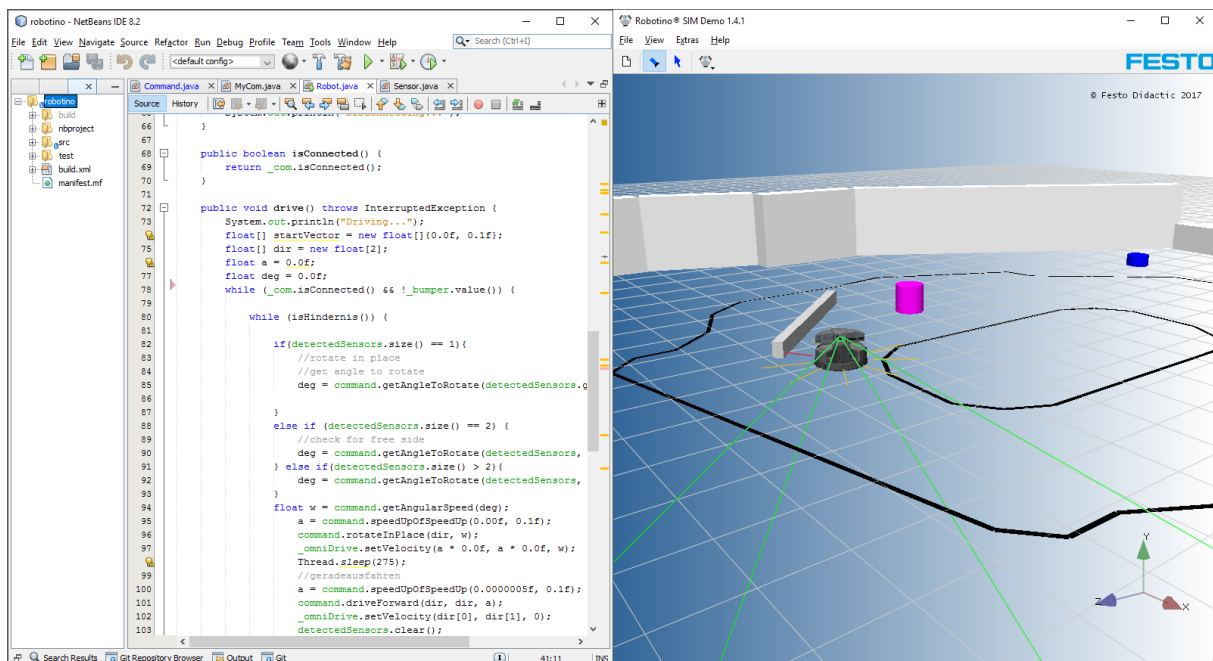 robotino - NetBeans IDE 8.2
File Edit View Navigate Source Refactor Run Debug Profile Team Tools Window Help
Search (Ctrl+I)
<default config>
Command.java MyCom.java Robot.java Sensor.java
Source History
robotino
build
nbproject
src
test
build.xml
manifest.mf
66 }
67
68 public boolean isConnected() {
69 return _com.isConnected();
70 }
71
72 public void drive() throws InterruptedException {
73 System.out.println("Driving...");
float[] startVector = new float[]{0.0f, 0.1f};
75 float[] dir = new float[2];
float a = 0.0f;
77 float deg = 0.0f;
78 while (_com.isConnected() && !_bumper.value()) {
79
80 while (isHindernis()) {
81
82 if(detectedSensors.size() == 1){
83 //rotate in place
84 //get angle to rotate
85 deg = command.getAngleToRotate(detectedSensors.g
86
87 }
88 else if (detectedSensors.size() == 2) {
89 //check for free side
90 deg = command.getAngleToRotate(detectedSensors,
91 } else if(detectedSensors.size() > 2){
92 deg = command.getAngleToRotate(detectedSensors,
93 }
94 float w = command.getAngularSpeed(deg);
95 a = command.speedUpOfSpeedUp(0.00f, 0.1f);
96 command.rotateInPlace(dir, w);
97 _omniDrive.setVelocity(a * 0.0f, a * 0.0f, w);
Thread.sleep(275);
99 //geradeausfahren
100 a = command.speedUpOfSpeedUp(0.0000005f, 0.1f);
101 command.driveForward(dir, dir, a);
102 _omniDrive.setVelocity(dir[0], dir[1], 0);
103 detectedSensors.clear();
Search Results Git Repository Browser Output Git
1 41:11 INS
Robotino® SIM Demo 1.4.1
File View Extras Help
FESTO
© Festo Didactic 2017
Y
Z
X